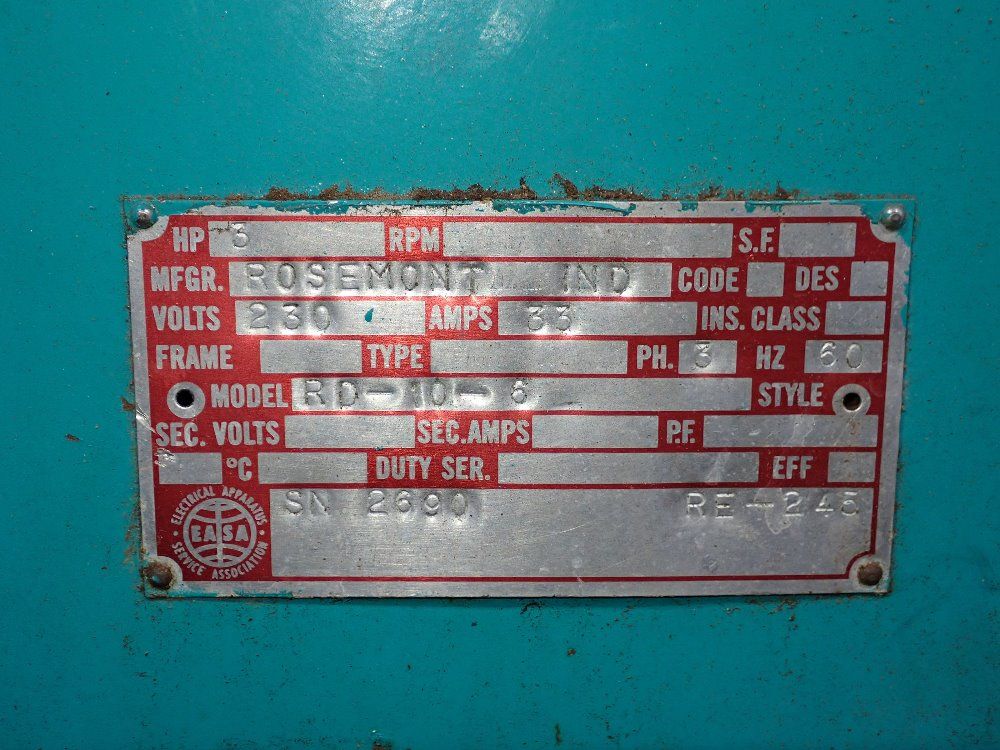 HP 3 RPM S.F.
MFGR. ROSEMONT IND CODE DES
VOLTS 230 AMPS 33 INS. CLASS
FRAME TYPE PH. 3 HZ 60
MODEL RD-10-6 STYLE
SEC. VOLTS SEC. AMPS P.F.
°C DUTY SER. EFF
SN 2690 RE-245
ELECTRICAL APPARATUS
EASA
SERVICE ASSOCIATION